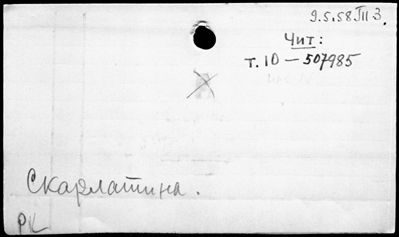 9.5.58.III 3.
Чит:
т. 10 — 507985
Скарлатина.
РК